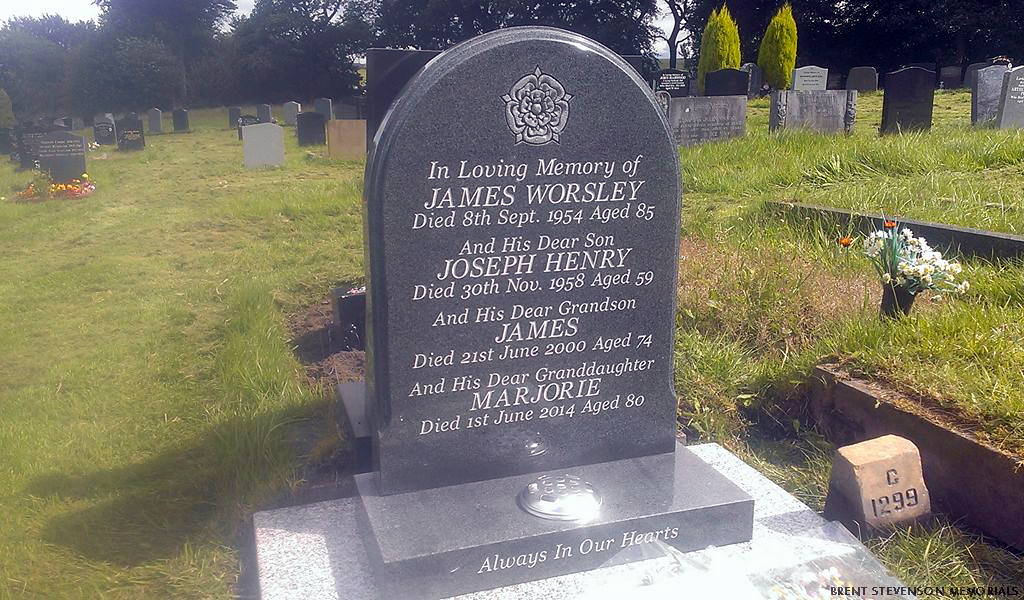 In Loving Memory of
JAMES WORSLEY
Died 8th Sept. 1954 Aged 85
And His Dear Son
JOSEPH HENRY
Died 30th Nov. 1958 Aged 59
And His Dear Grandson
JAMES
Died 21st June 2000 Aged 74
And His Dear Granddaughter
MARJORIE
Died 1st June 2014 Aged 80
Always In Our Hearts
G
1299
BRENT STEVENSON MEMORIALS